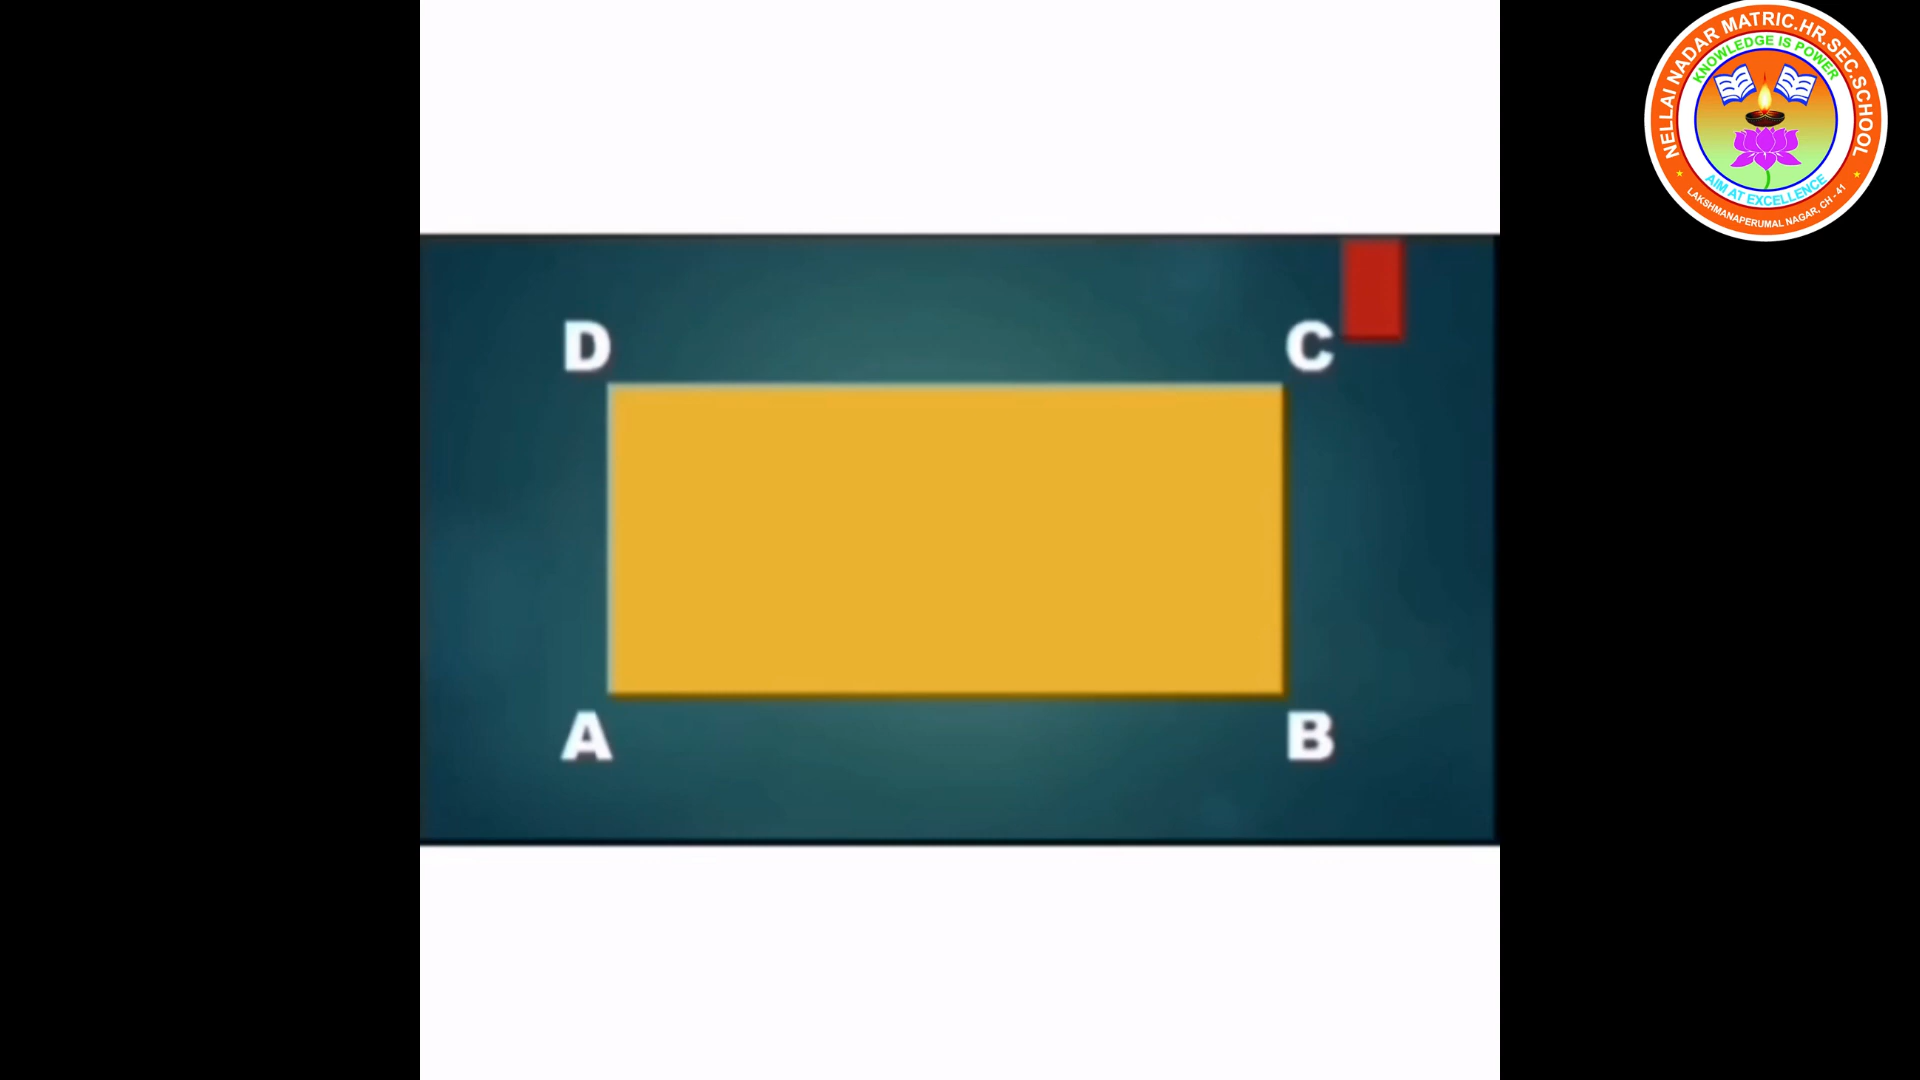 NELLAI NADAR MATRIC.HR.SEC.SCHOOL
KNOWLEDGE IS POWER
AIM AT EXCELLENCE
LAKSHMANAPERUMAL NAGAR, CH - 41
D C
A B